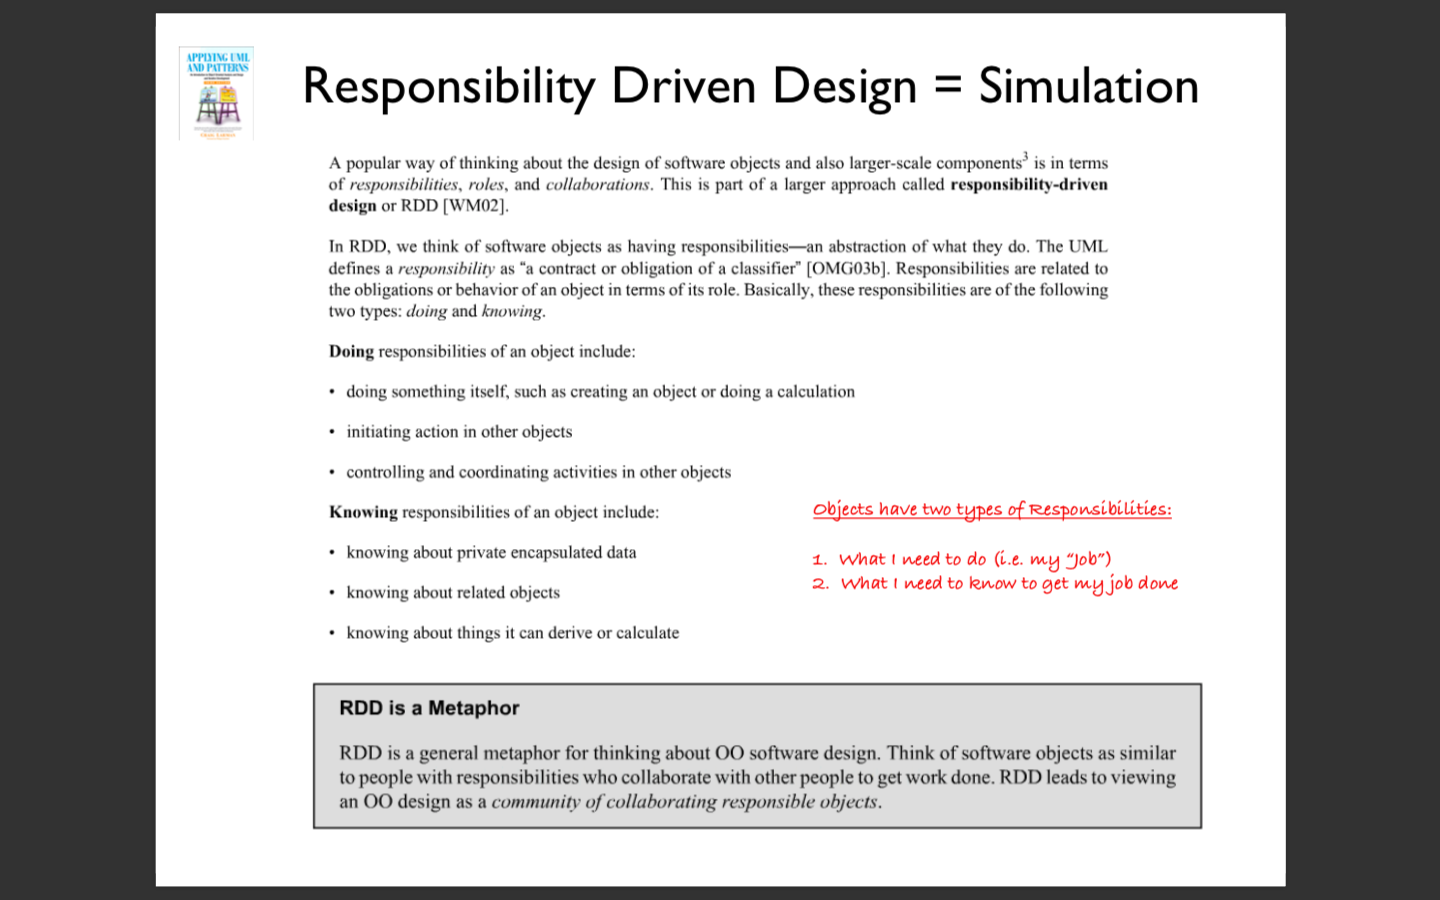 APPLYING UML
AND PATTERNS
Responsibility Driven Design = Simulation
A popular way of thinking about the design of software objects and also larger-scale components³ is in terms
of responsibilities, roles, and collaborations. This is part of a larger approach called responsibility-driven
design or RDD [WM02].
In RDD, we think of software objects as having responsibilities—an abstraction of what they do. The UML
defines a responsibility as “a contract or obligation of a classifier” [OMG03b]. Responsibilities are related to
the obligations or behavior of an object in terms of its role. Basically, these responsibilities are of the following
two types: doing and knowing.
Doing responsibilities of an object include:
• doing something itself, such as creating an object or doing a calculation
• initiating action in other objects
• controlling and coordinating activities in other objects
Knowing responsibilities of an object include:
• knowing about private encapsulated data
• knowing about related objects
• knowing about things it can derive or calculate
Objects have two types of Responsibilities:
1. What I need to do (i.e. my “Job”)
2. What I need to know to get my job done
RDD is a Metaphor
RDD is a general metaphor for thinking about OO software design. Think of software objects as similar
to people with responsibilities who collaborate with other people to get work done. RDD leads to viewing
an OO design as a community of collaborating responsible objects.